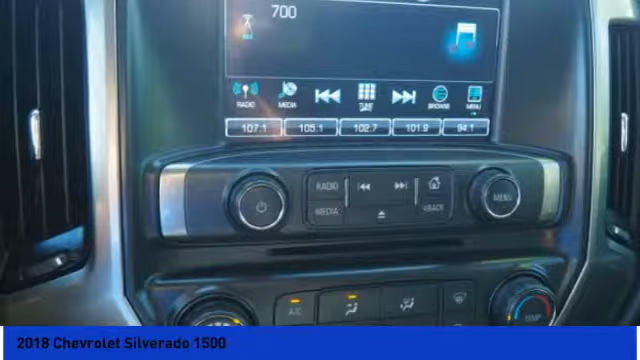 700
RADIO MEDIA TUNE BROWSE MENU
107.1 105.1 102.7 101.9 94.1
RADIO
MENU
MEDIA BACK
A/C
TEMP
2018 Chevrolet Silverado 1500